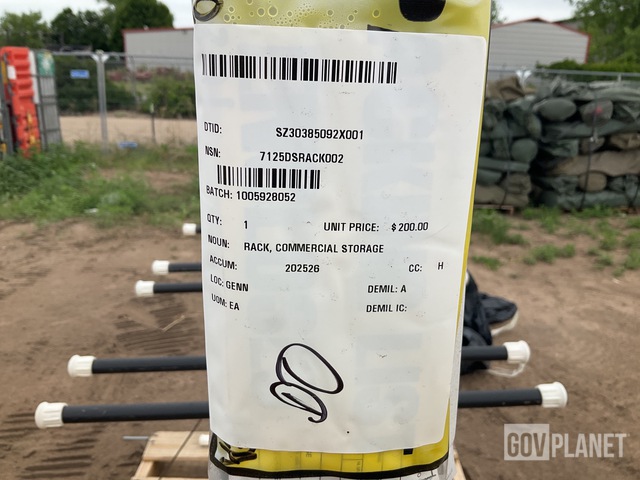 DTID: SZ30385092X001
NSN: 7125DSRACK002
BATCH: 1005928052
QTY: 1 UNIT PRICE: $ 200.00
NOUN: RACK, COMMERCIAL STORAGE
ACCUM: 202526 CC: H
LOC: GENN DEMIL: A
UOM: EA DEMIL IC:
GOVPLANET